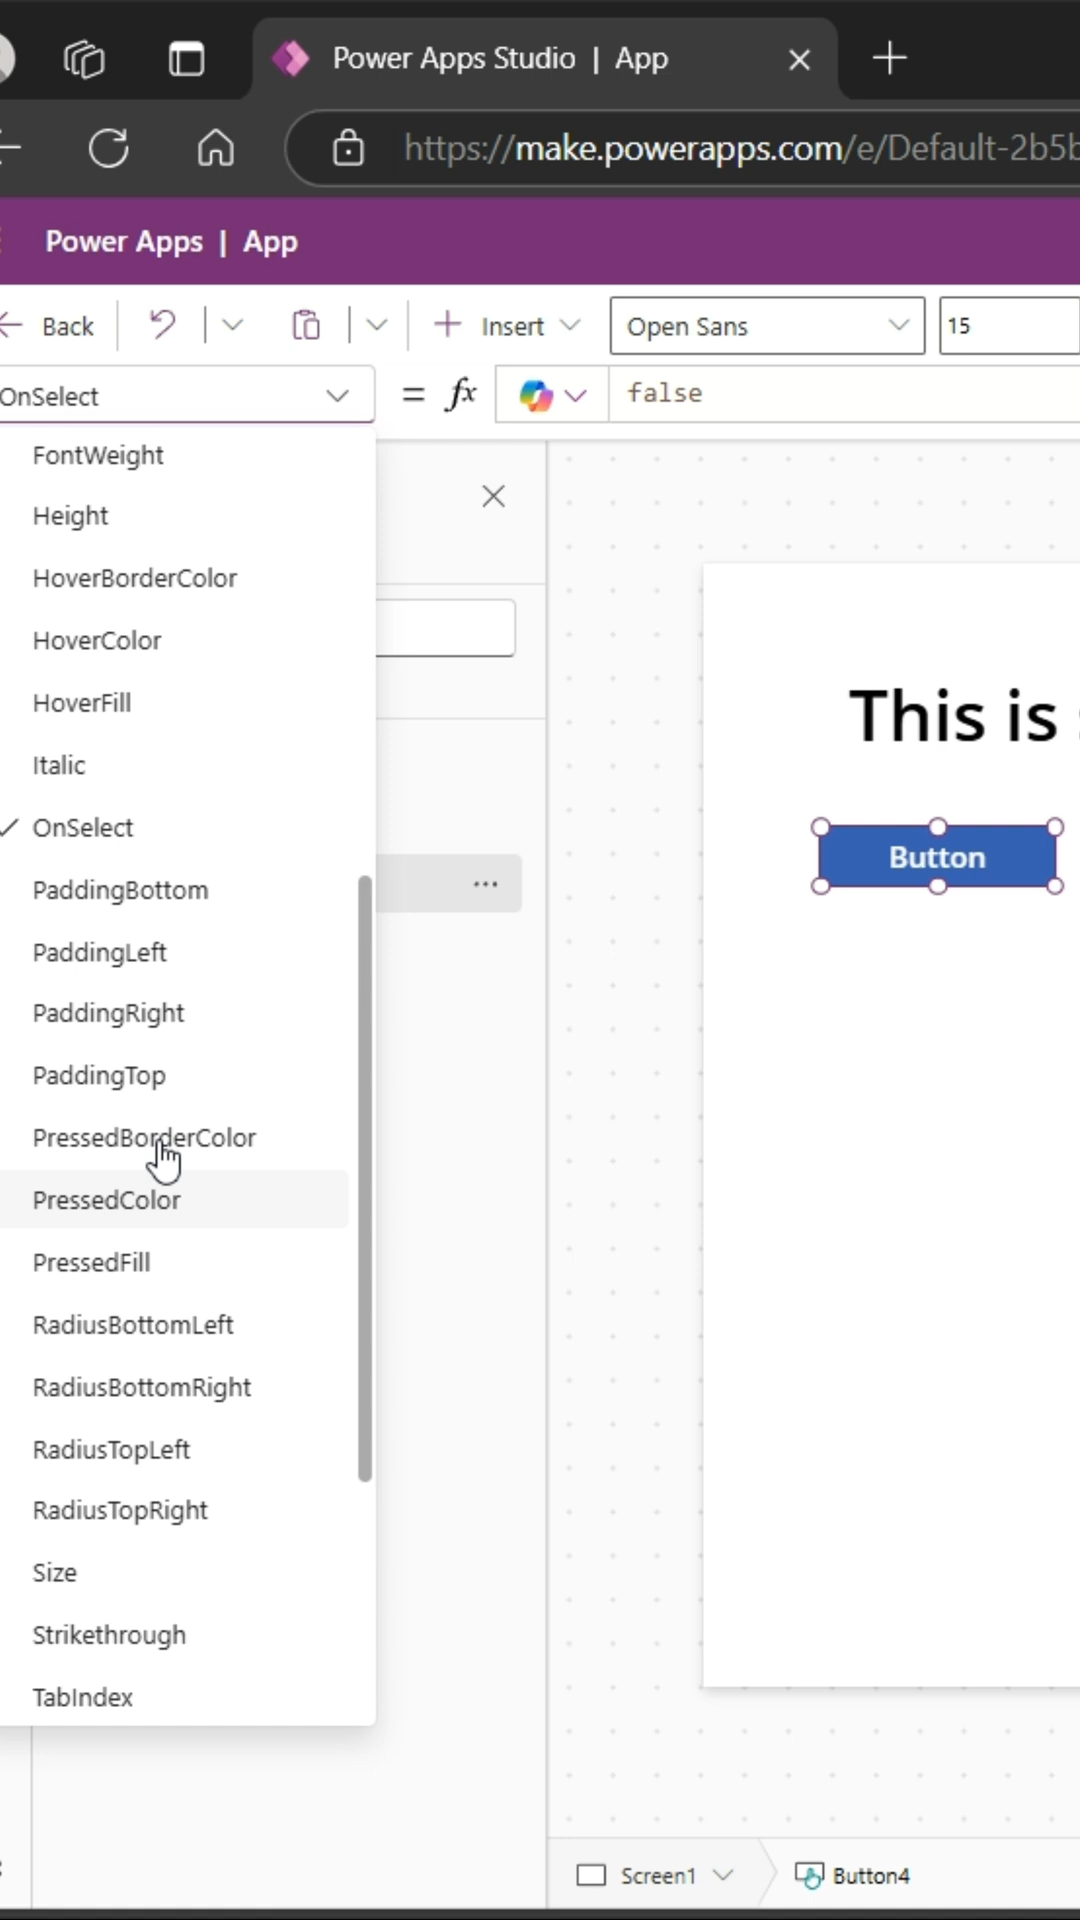 Power Apps Studio | App
https://make.powerapps.com/e/Default-2b5b
Power Apps | App
Back
Insert
Open Sans
15
OnSelect
= fx
false
FontWeight
Height
HoverBorderColor
HoverColor
HoverFill
Italic
OnSelect
PaddingBottom
PaddingLeft
PaddingRight
PaddingTop
PressedBorderColor
PressedColor
PressedFill
RadiusBottomLeft
RadiusBottomRight
RadiusTopLeft
RadiusTopRight
Size
Strikethrough
TabIndex
This is
Button
Screen1
Button4